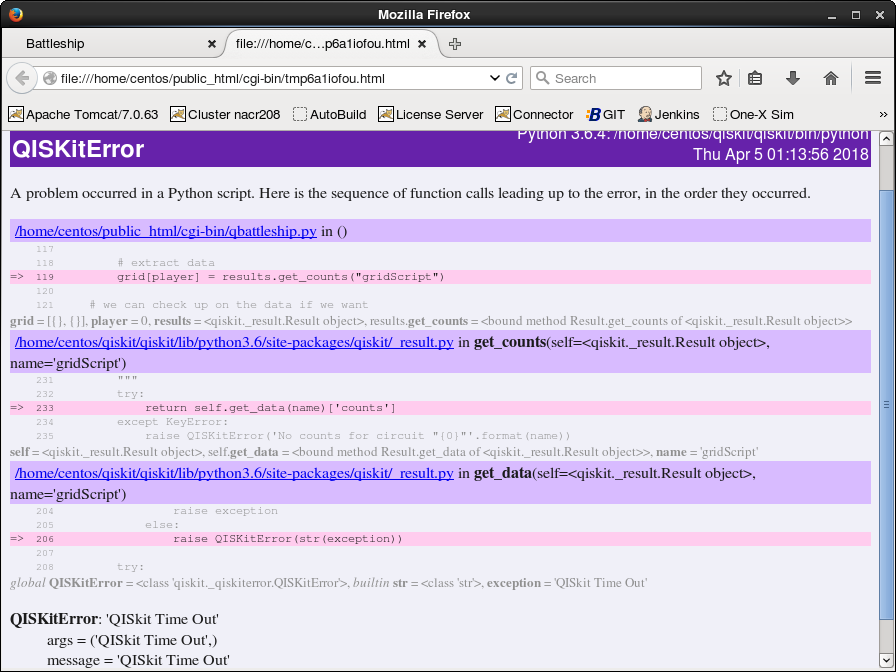 Mozilla Firefox
Battleship
file:///home/c…p6a1iofou.html
file:///home/centos/public_html/cgi-bin/tmp6a1iofou.html
Search
Apache Tomcat/7.0.63 Cluster nacr208 AutoBuild License Server Connector GIT Jenkins One-X Sim »
Python 3.6.4: /home/centos/qiskit/qiskit/bin/python
QISKitError
Thu Apr 5 01:13:56 2018
A problem occurred in a Python script. Here is the sequence of function calls leading up to the error, in the order they occurred.
/home/centos/public_html/cgi-bin/qbattleship.py in ()
117
118 # extract data
=> 119 grid[player] = results.get_counts("gridScript")
120
121 # we can check up on the data if we want
grid = [{}, {}], player = 0, results = <qiskit._result.Result object>, results.get_counts = <bound method Result.get_counts of <qiskit._result.Result object>>
/home/centos/qiskit/qiskit/lib/python3.6/site-packages/qiskit/_result.py in get_counts(self=<qiskit._result.Result object>,
name='gridScript')
231 """
232 try:
=> 233 return self.get_data(name)['counts']
234 except KeyError:
235 raise QISKitError('No counts for circuit "{0}"'.format(name))
self = <qiskit._result.Result object>, self.get_data = <bound method Result.get_data of <qiskit._result.Result object>>, name = 'gridScript'
/home/centos/qiskit/qiskit/lib/python3.6/site-packages/qiskit/_result.py in get_data(self=<qiskit._result.Result object>,
name='gridScript')
204 raise exception
205 else:
=> 206 raise QISKitError(str(exception))
207
208 try:
global QISKitError = <class 'qiskit._qiskiterror.QISKitError'>, builtin str = <class 'str'>, exception = 'QISkit Time Out'
QISKitError: 'QISkit Time Out'
args = ('QISkit Time Out',)
message = 'QISkit Time Out'